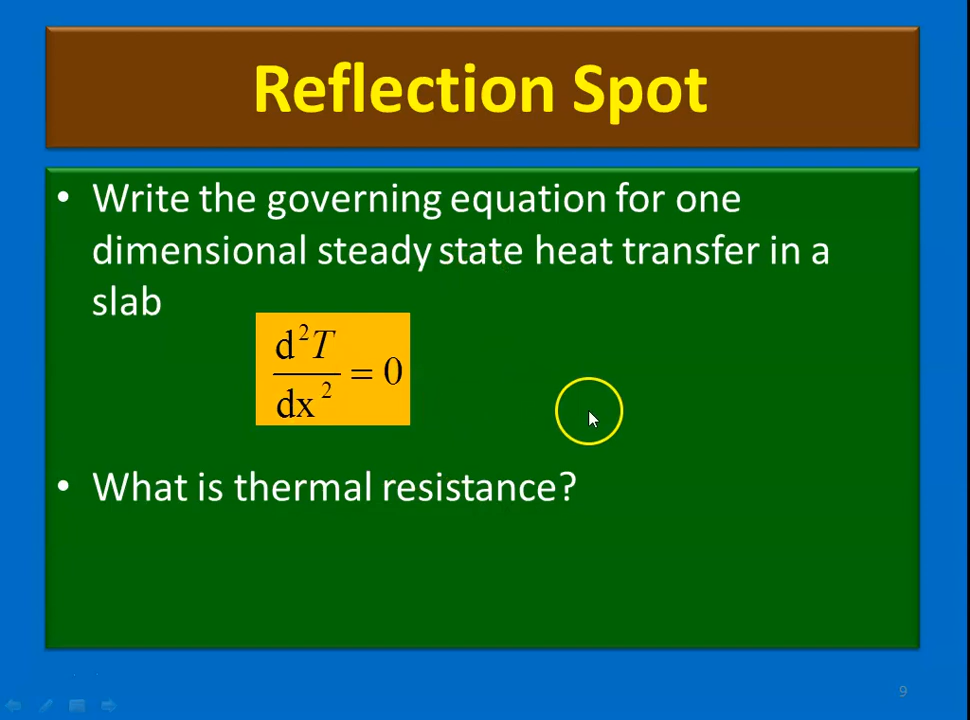 Reflection Spot
• Write the governing equation for one
dimensional steady state heat transfer in a
slab
d²T/dx² = 0
• What is thermal resistance?
9